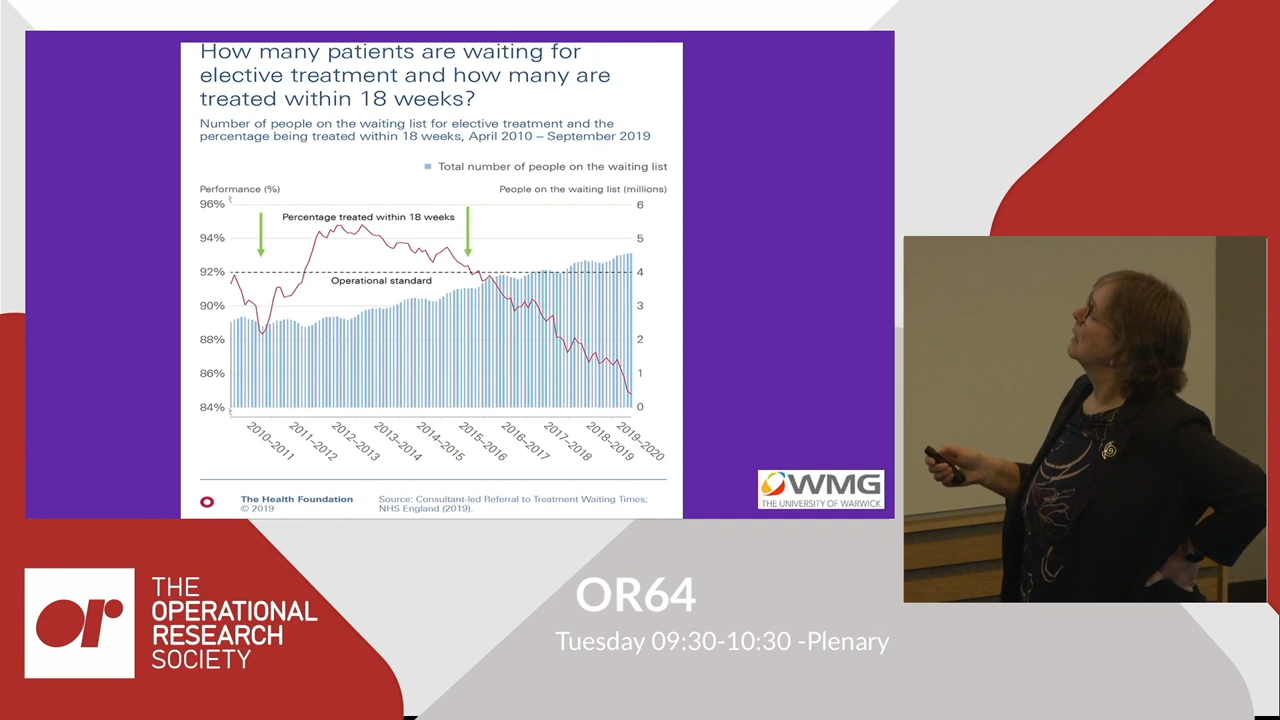 How many patients are waiting for
elective treatment and how many are
treated within 18 weeks?
Number of people on the waiting list for elective treatment and the
percentage being treated within 18 weeks, April 2010 – September 2019
Total number of people on the waiting list
Performance (%)
People on the waiting list (millions)
96%
94%
92%
90%
88%
86%
84%
Percentage treated within 18 weeks
Operational standard
6
5
4
3
2
1
0
2010–2011
2011–2012
2012–2013
2013–2014
2014–2015
2015–2016
2016–2017
2017–2018
2018–2019
2019–2020
The Health Foundation
© 2019
Source: Consultant-led Referral to Treatment Waiting Times;
NHS England (2019).
WMG
THE UNIVERSITY OF WARWICK
or
THE
OPERATIONAL
RESEARCH
SOCIETY
OR64
Tuesday 09:30-10:30 -Plenary